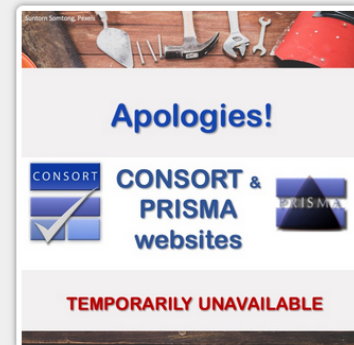 Suntorn Somtong, Pexels
Apologies!
CONSORT
CONSORT &
PRISMA
websites
PRISMA
TEMPORARILY UNAVAILABLE